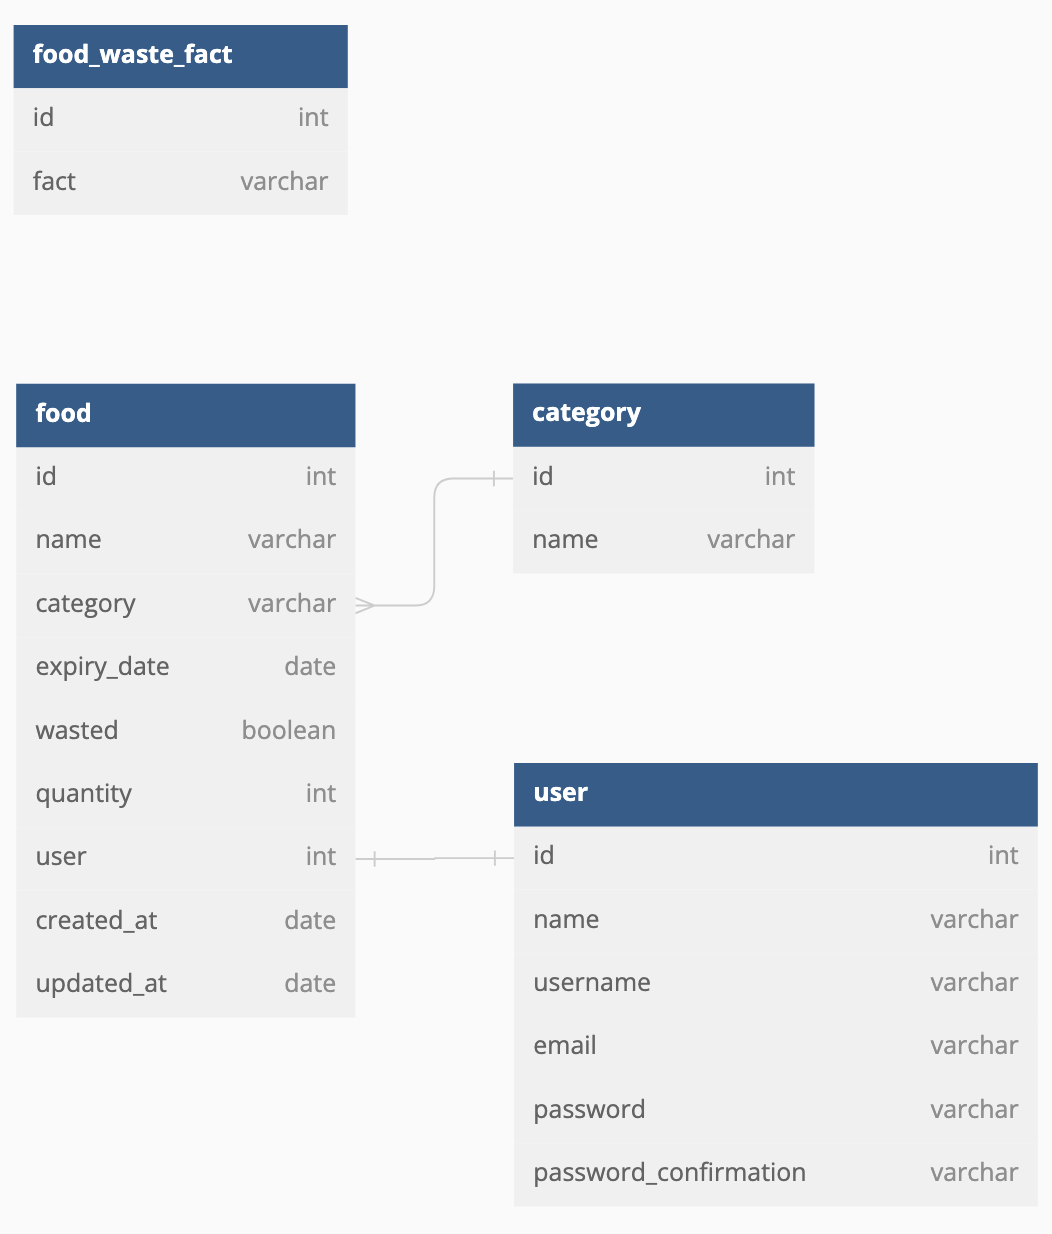 food_waste_fact
id int
fact varchar
food
id int
name varchar
category varchar
expiry_date date
wasted boolean
quantity int
user int
created_at date
updated_at date
category
id int
name varchar
user
id int
name varchar
username varchar
email varchar
password varchar
password_confirmation varchar